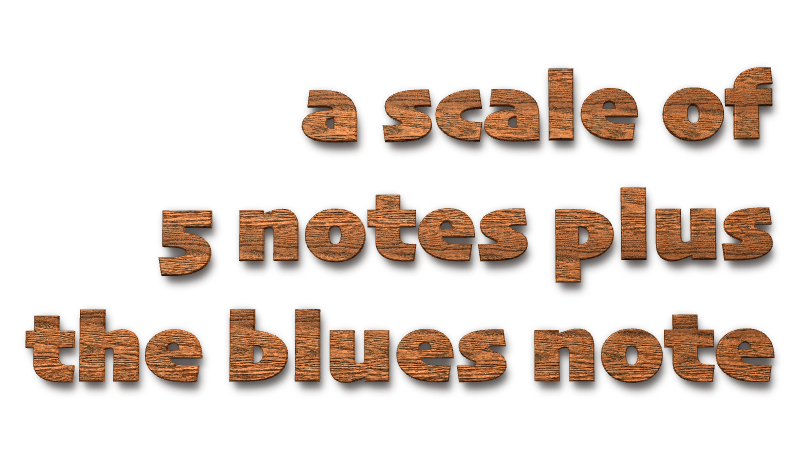 a scale of
5 notes plus
the blues note